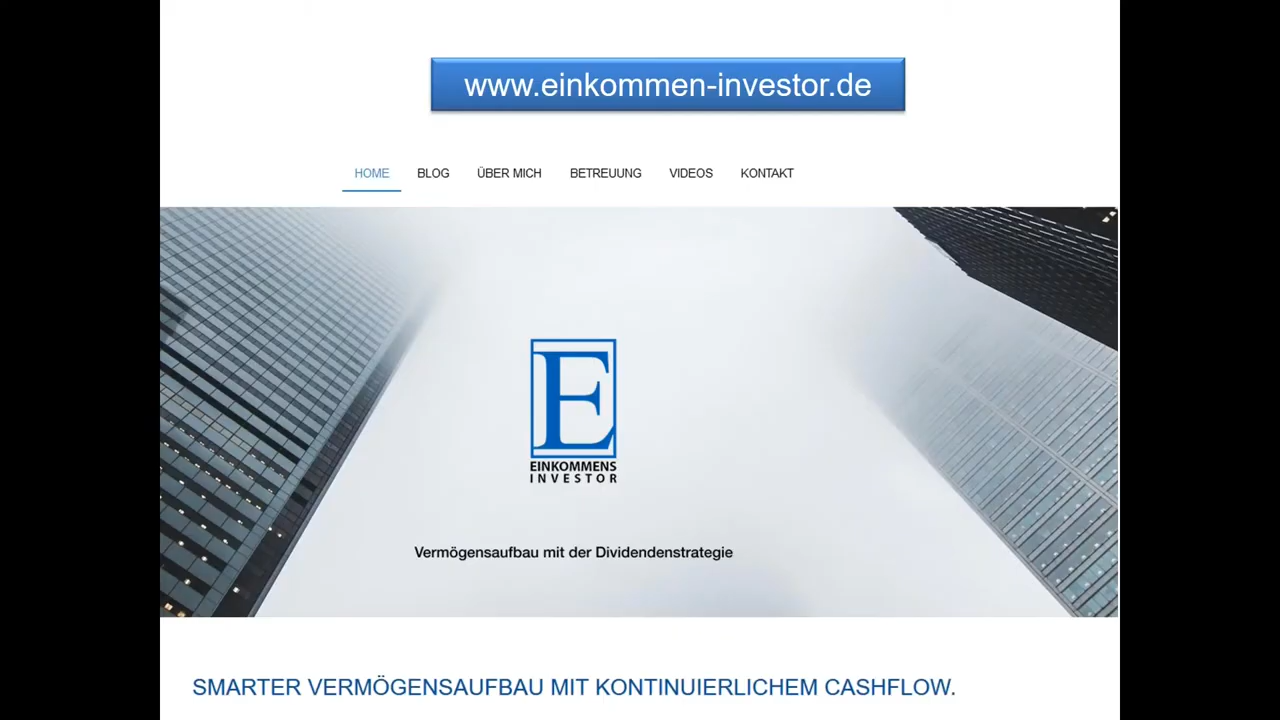 www.einkommen-investor.de
HOME BLOG ÜBER MICH BETREUUNG VIDEOS KONTAKT
E
EINKOMMENS
INVESTOR
Vermögensaufbau mit der Dividendenstrategie
SMARTER VERMÖGENSAUFBAU MIT KONTINUIERLICHEM CASHFLOW.